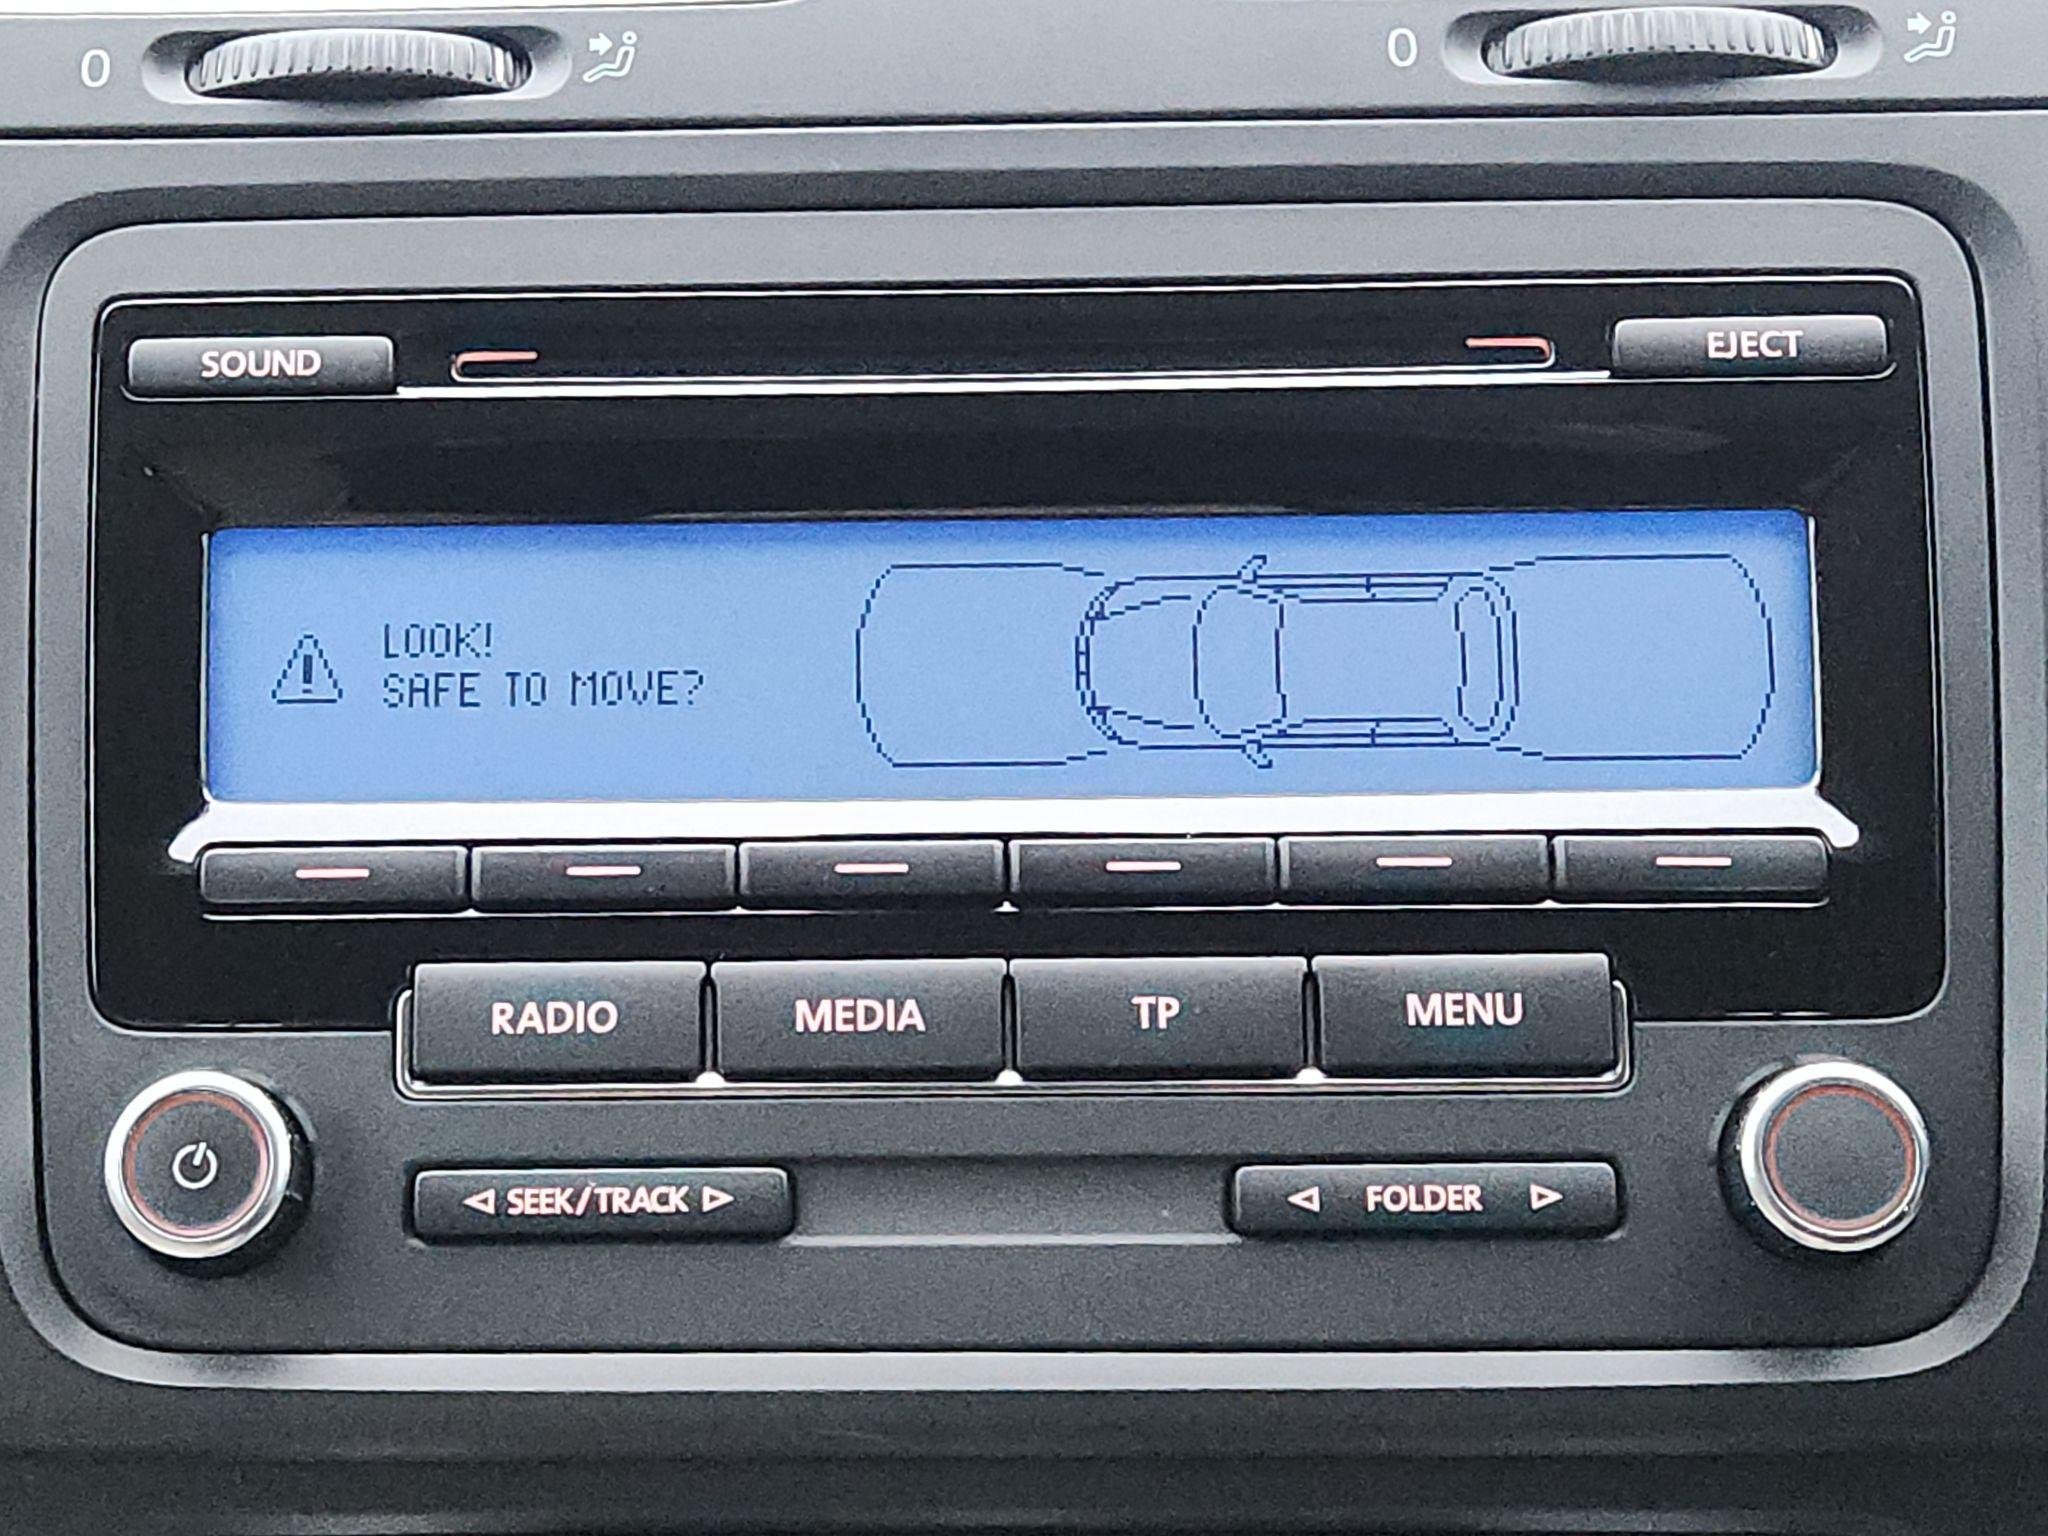 0 0
SOUND EJECT
LOOK!
SAFE TO MOVE?
RADIO MEDIA TP MENU
SEEK/TRACK FOLDER